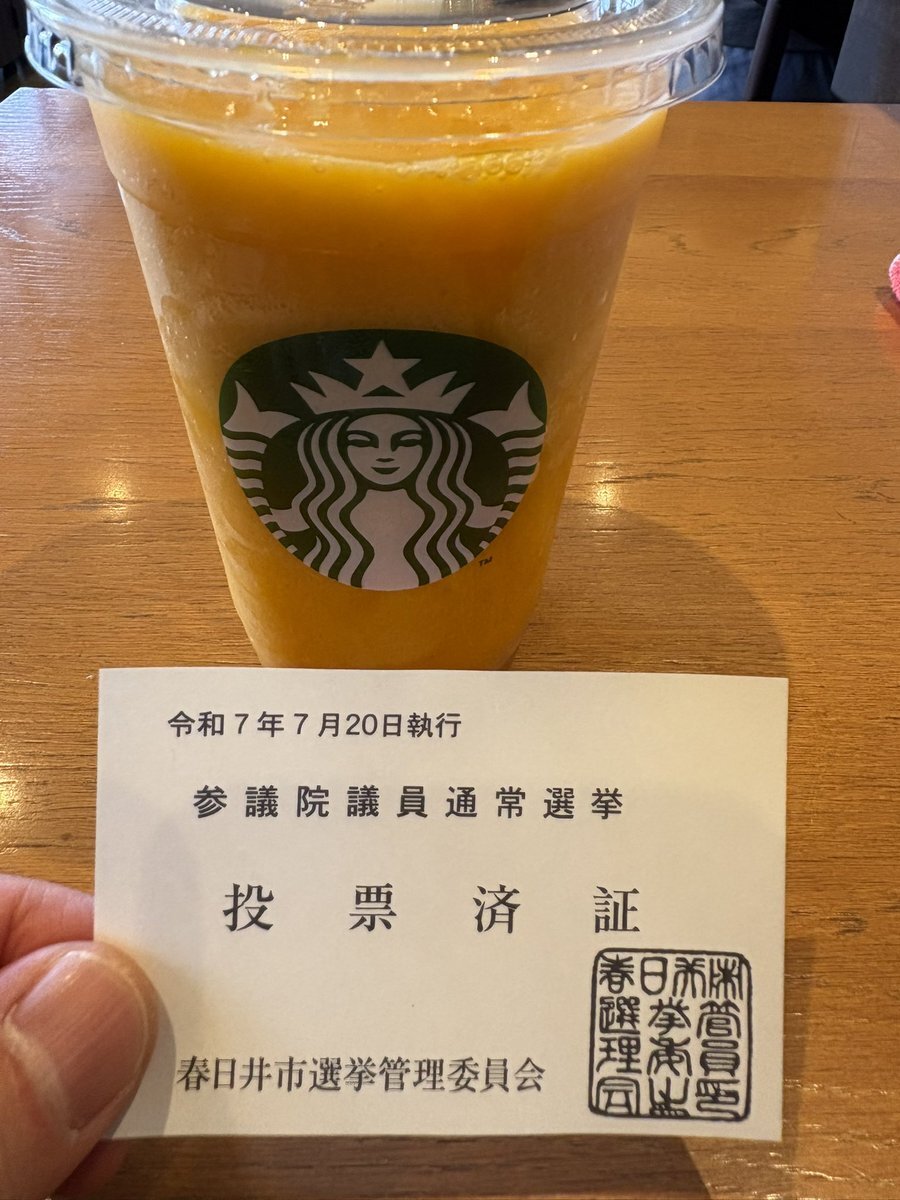 TM
令和7年7月20日執行
参議院議員通常選挙
投票済証
春日井市選挙管理委員会